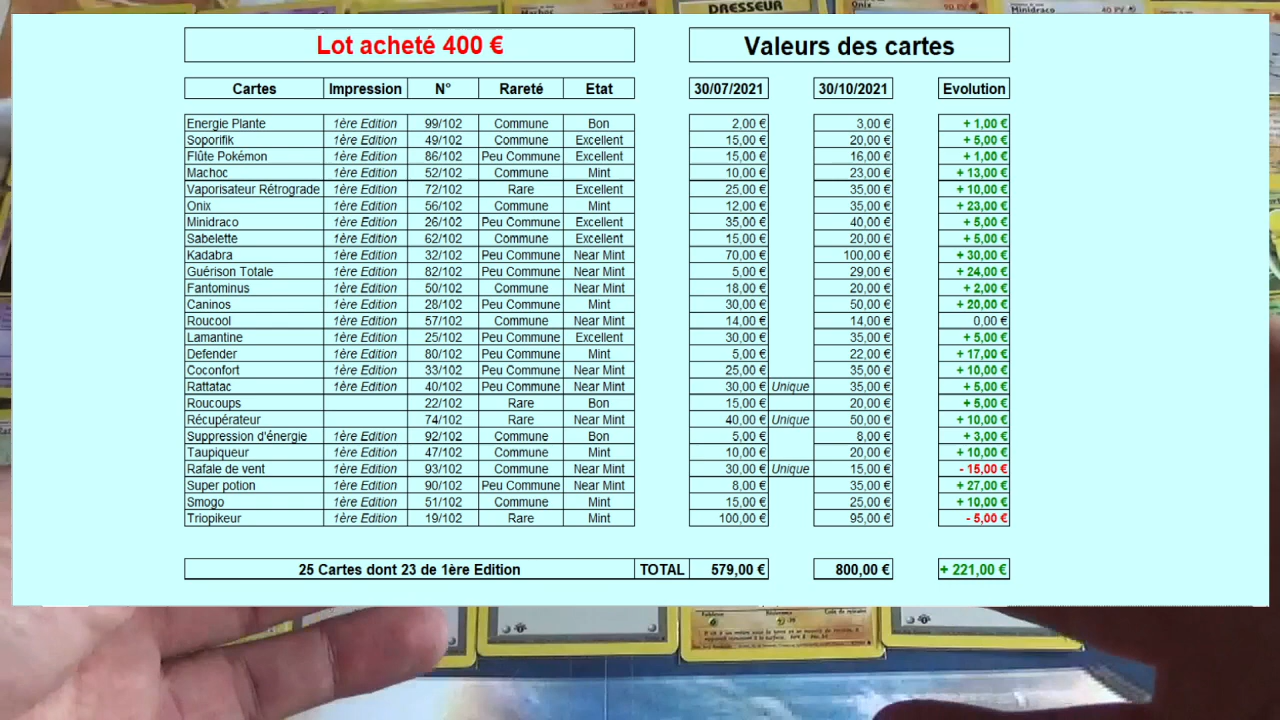 Machoc
DRESSEUR
Onix
90 PV
Minidraco
40 PV
Lot acheté 400 €
Valeurs des cartes
Cartes Impression N° Rareté Etat 30/07/2021 30/10/2021 Evolution
Energie Plante 1ère Edition 99/102 Commune Bon 2,00 € 3,00 € + 1,00 €
Soporifik 1ère Edition 49/102 Commune Excellent 15,00 € 20,00 € + 5,00 €
Flûte Pokémon 1ère Edition 86/102 Peu Commune Excellent 15,00 € 16,00 € + 1,00 €
Machoc 1ère Edition 52/102 Commune Mint 10,00 € 23,00 € + 13,00 €
Vaporisateur Rétrograde 1ère Edition 72/102 Rare Excellent 25,00 € 35,00 € + 10,00 €
Onix 1ère Edition 56/102 Commune Mint 12,00 € 35,00 € + 23,00 €
Minidraco 1ère Edition 26/102 Peu Commune Excellent 35,00 € 40,00 € + 5,00 €
Sabelette 1ère Edition 62/102 Commune Excellent 15,00 € 20,00 € + 5,00 €
Kadabra 1ère Edition 32/102 Peu Commune Near Mint 70,00 € 100,00 € + 30,00 €
Guérison Totale 1ère Edition 82/102 Peu Commune Near Mint 5,00 € 29,00 € + 24,00 €
Fantominus 1ère Edition 50/102 Commune Near Mint 18,00 € 20,00 € + 2,00 €
Caninos 1ère Edition 28/102 Peu Commune Mint 30,00 € 50,00 € + 20,00 €
Roucool 1ère Edition 57/102 Commune Near Mint 14,00 € 14,00 € 0,00 €
Lamantine 1ère Edition 25/102 Peu Commune Excellent 30,00 € 35,00 € + 5,00 €
Defender 1ère Edition 80/102 Peu Commune Mint 5,00 € 22,00 € + 17,00 €
Coconfort 1ère Edition 33/102 Peu Commune Near Mint 25,00 € 35,00 € + 10,00 €
Rattatac 1ère Edition 40/102 Peu Commune Near Mint 30,00 € Unique 35,00 € + 5,00 €
Roucoups 22/102 Rare Bon 15,00 € 20,00 € + 5,00 €
Récupérateur 74/102 Rare Near Mint 40,00 € Unique 50,00 € + 10,00 €
Suppression d'énergie 1ère Edition 92/102 Commune Bon 5,00 € 8,00 € + 3,00 €
Taupiqueur 1ère Edition 47/102 Commune Mint 10,00 € 20,00 € + 10,00 €
Rafale de vent 1ère Edition 93/102 Commune Near Mint 30,00 € Unique 15,00 € - 15,00 €
Super potion 1ère Edition 90/102 Peu Commune Near Mint 8,00 € 35,00 € + 27,00 €
Smogo 1ère Edition 51/102 Commune Mint 15,00 € 25,00 € + 10,00 €
Triopikeur 1ère Edition 19/102 Rare Mint 100,00 € 95,00 € - 5,00 €
25 Cartes dont 23 de 1ère Edition TOTAL 579,00 € 800,00 € + 221,00 €